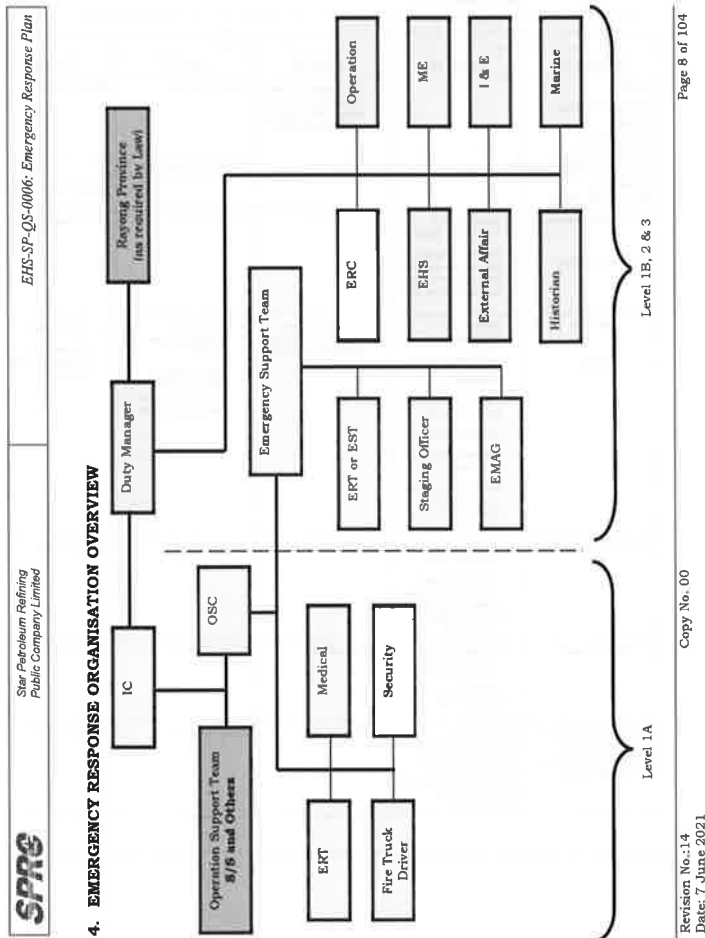 SPRC
Star Petroleum Refining
Public Company Limited
EHS-SP-QS-0006: Emergency Response Plan
4. EMERGENCY RESPONSE ORGANISATION OVERVIEW
IC
Duty Manager
Rayong Province
(as required by Law)
Operation Support Team
S/S and Others
OSC
Emergency Support Team
ERT
Medical
Fire Truck
Driver
Security
ERT or EST
Staging Officer
EMAG
ERC
Operation
EHS
ME
External Affair
I & E
Historian
Marine
Level 1A
Level 1B, 2 & 3
Revision No.:14
Date: 7 June 2021
Copy No. 00
Page 8 of 104